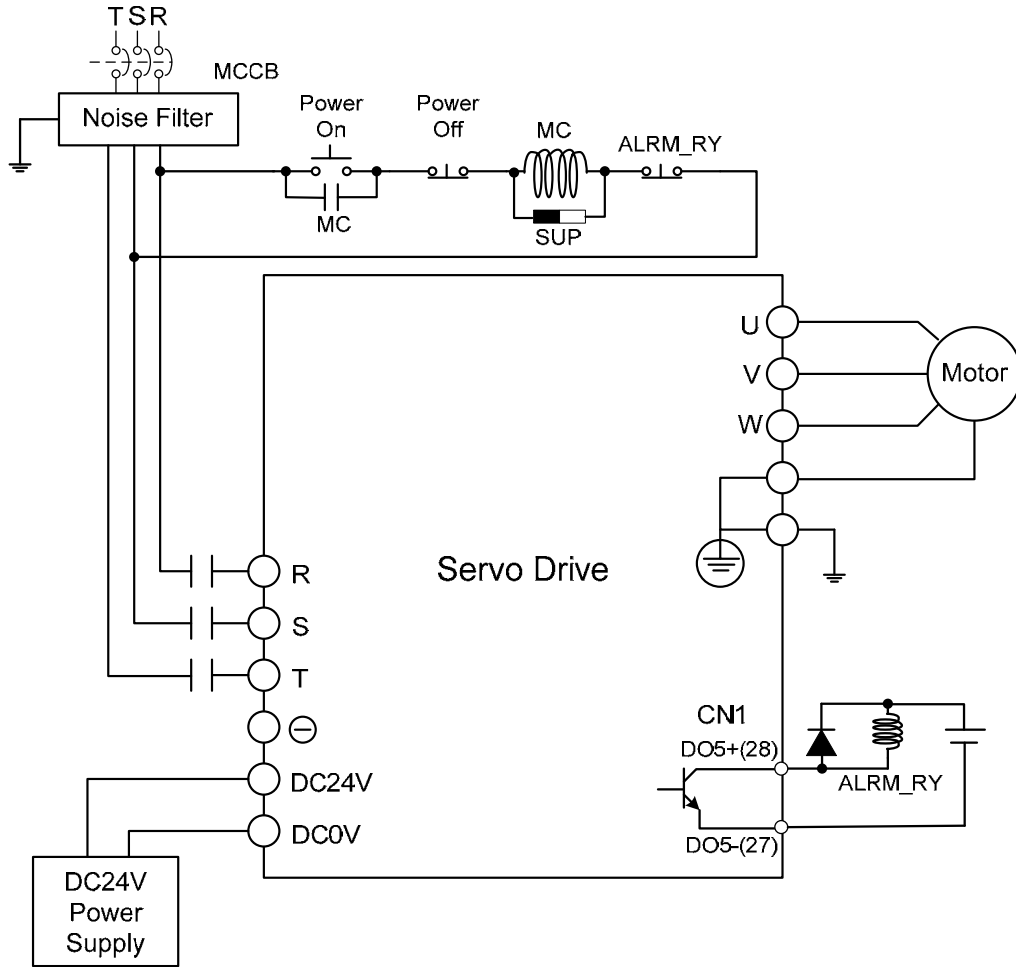 TSR
MCCB
Noise Filter
Power
On
Power
Off
MC
ALRM_RY
MC
SUP
U
V
Motor
W
R
Servo Drive
S
T
CN1
DO5+(28)
DC24V
ALRM_RY
DC0V
DO5-(27)
DC24V
Power
Supply